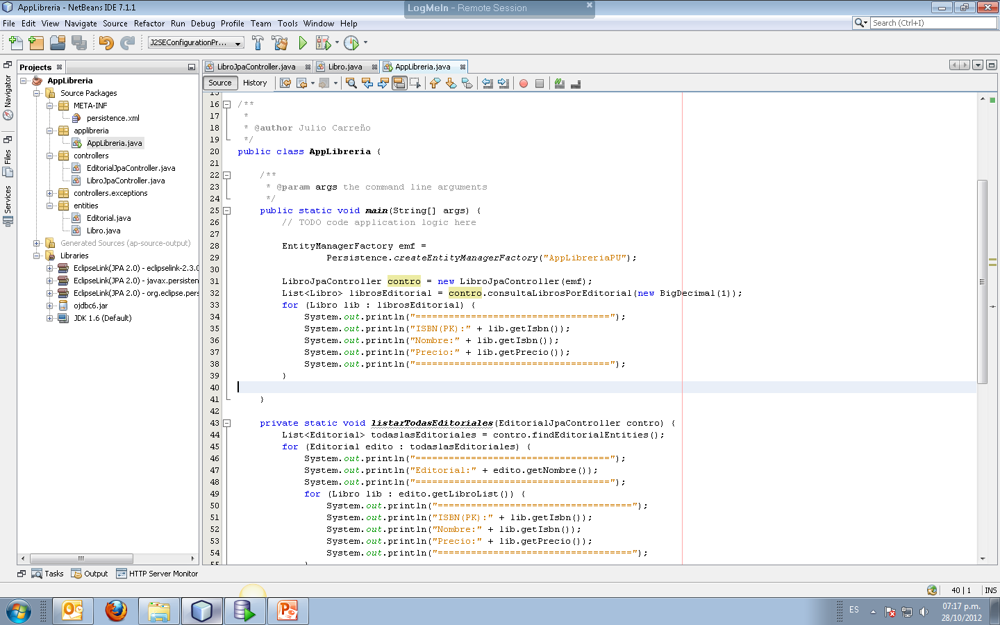 AppLibreria - NetBeans IDE 7.1.1
LogMeIn - Remote Session
File Edit View Navigate Source Refactor Run Debug Profile Team Tools Window Help
Search (Ctrl+I)
J2SEConfigurationPr...
Projects
LibroJpaController.java
Libro.java
AppLibreria.java
Source
History
Navigator
Files
Services
AppLibreria
Source Packages
META-INF
persistence.xml
applibreria
AppLibreria.java
controllers
EditorialJpaController.java
LibroJpaController.java
controllers.exceptions
entities
Editorial.java
Libro.java
Generated Sources (ap-source-output)
Libraries
EclipseLink(JPA 2.0) - eclipselink-2.3.0
EclipseLink(JPA 2.0) - javax.persisten
EclipseLink(JPA 2.0) - org.eclipse.pers
ojdbc6.jar
JDK 1.6 (Default)
15
16 /**
17 *
18 * @author Julio Carreño
19 */
20 public class AppLibreria {
21
22 /**
23 * @param args the command line arguments
24 */
25 public static void main(String[] args) {
26 // TODO code application logic here
27
28 EntityManagerFactory emf =
29 Persistence.createEntityManagerFactory("AppLibreriaPU");
30
31 LibroJpaController contro = new LibroJpaController(emf);
32 List<Libro> librosEditorial = contro.consultaLibrosPorEditorial(new BigDecimal(1));
33 for (Libro lib : librosEditorial) {
34 System.out.println("===================================");
35 System.out.println("ISBN(PK):" + lib.getIsbn());
36 System.out.println("Nombre:" + lib.getIsbn());
37 System.out.println("Precio:" + lib.getPrecio());
38 System.out.println("===================================");
39 }
40
41 }
42
43 private static void listarTodasEditoriales(EditorialJpaController contro) {
44 List<Editorial> todaslasEditoriales = contro.findEditorialEntities();
45 for (Editorial edito : todaslasEditoriales) {
46 System.out.println("===================================");
47 System.out.println("Editorial:" + edito.getNombre());
48 System.out.println("===================================");
49 for (Libro lib : edito.getLibroList()) {
50 System.out.println("===================================");
51 System.out.println("ISBN(PK):" + lib.getIsbn());
52 System.out.println("Nombre:" + lib.getIsbn());
53 System.out.println("Precio:" + lib.getPrecio());
54 System.out.println("===================================");
55 }
Tasks
Output
HTTP Server Monitor
40 | 1 INS
ES
07:17 p.m.
28/10/2012